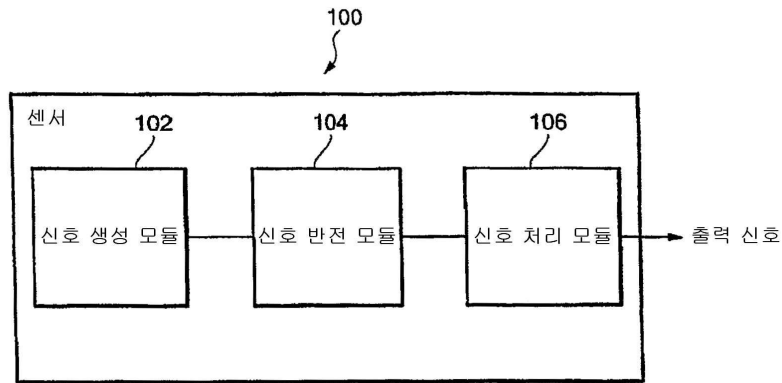 100
센서
102
104
106
신호 생성 모듈
신호 반전 모듈
신호 처리 모듈
출력 신호